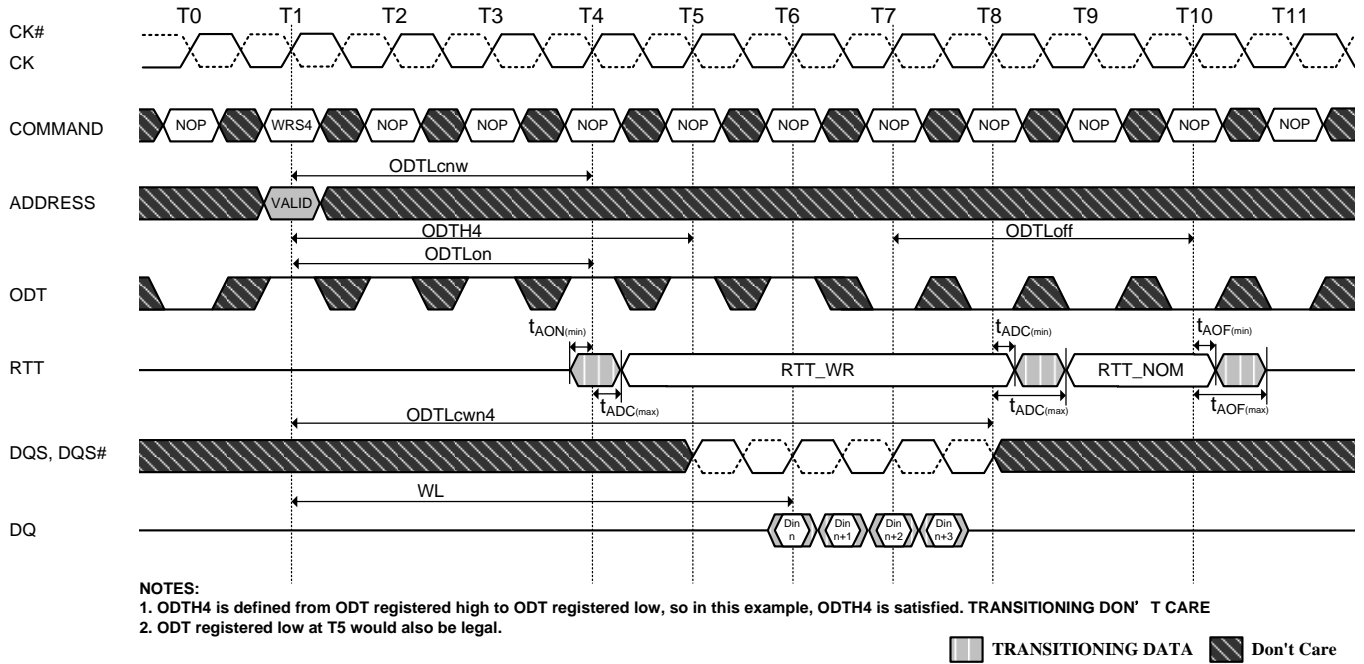 T0 T1 T2 T3 T4 T5 T6 T7 T8 T9 T10 T11
CK#
CK
COMMAND
NOP WRS4 NOP NOP NOP NOP NOP NOP NOP NOP NOP NOP
ODTLcnw
ADDRESS
VALID
ODTH4
ODTLoff
ODTLon
ODT
tAON(min)
tADC(min)
tAOF(min)
RTT
RTT_WR
RTT_NOM
tADC(max)
tADC(max)
tAOF(max)
ODTLcwn4
DQS, DQS#
WL
DQ
Din n
Din n+1
Din n+2
Din n+3
NOTES:
1. ODTH4 is defined from ODT registered high to ODT registered low, so in this example, ODTH4 is satisfied. TRANSITIONING DON' T CARE
2. ODT registered low at T5 would also be legal.
TRANSITIONING DATA
Don't Care